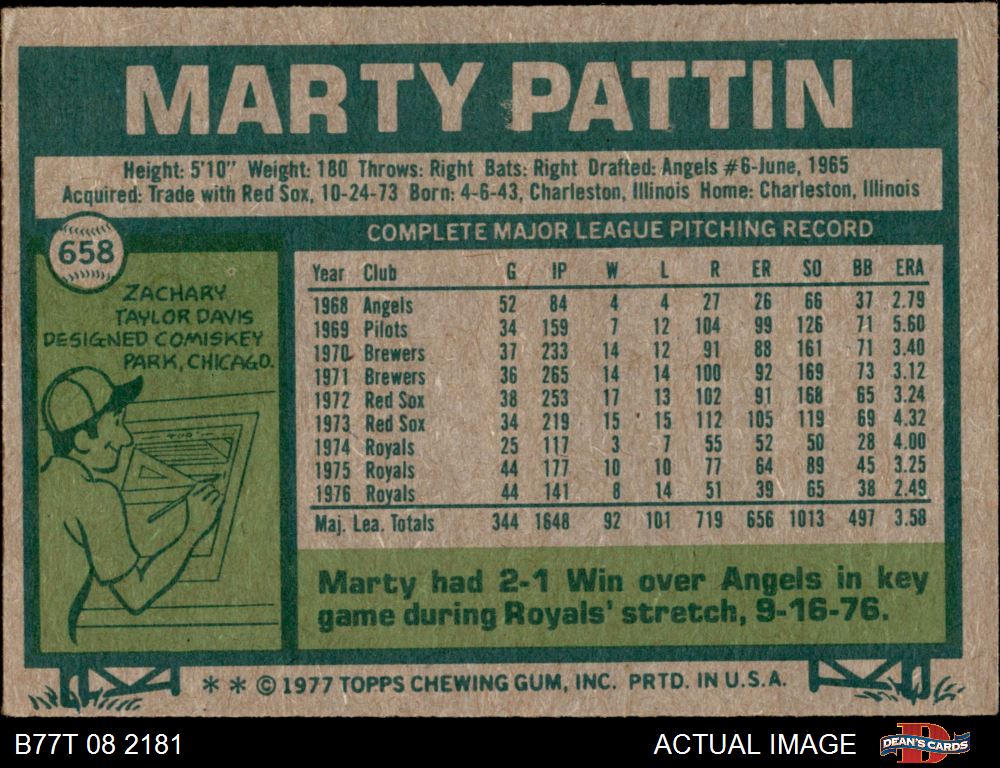 MARTY PATTIN
Height: 5'10" Weight: 180 Throws: Right Bats: Right Drafted: Angels #6-June, 1965
Acquired: Trade with Red Sox, 10-24-73 Born: 4-6-43, Charleston, Illinois Home: Charleston, Illinois
658
ZACHARY
TAYLOR DAVIS
DESIGNED COMISKEY
PARK, CHICAGO.
COMPLETE MAJOR LEAGUE PITCHING RECORD
Year Club G IP W L R ER SO BB ERA
1968 Angels 52 84 4 4 27 26 66 37 2.79
1969 Pilots 34 159 7 12 104 99 126 71 5.60
1970 Brewers 37 233 14 12 91 88 161 71 3.40
1971 Brewers 36 265 14 14 100 92 169 73 3.12
1972 Red Sox 38 253 17 13 102 91 168 65 3.24
1973 Red Sox 34 219 15 15 112 105 119 69 4.32
1974 Royals 25 117 3 7 55 52 50 28 4.00
1975 Royals 44 177 10 10 77 64 89 45 3.25
1976 Royals 44 141 8 14 51 39 65 38 2.49
Maj. Lea. Totals 344 1648 92 101 719 656 1013 497 3.58
Marty had 2-1 Win over Angels in key
game during Royals' stretch, 9-16-76.
* * © 1977 TOPPS CHEWING GUM, INC. PRTD. IN U.S.A.
B77T 08 2181
ACTUAL IMAGE
DEAN'S CARDS